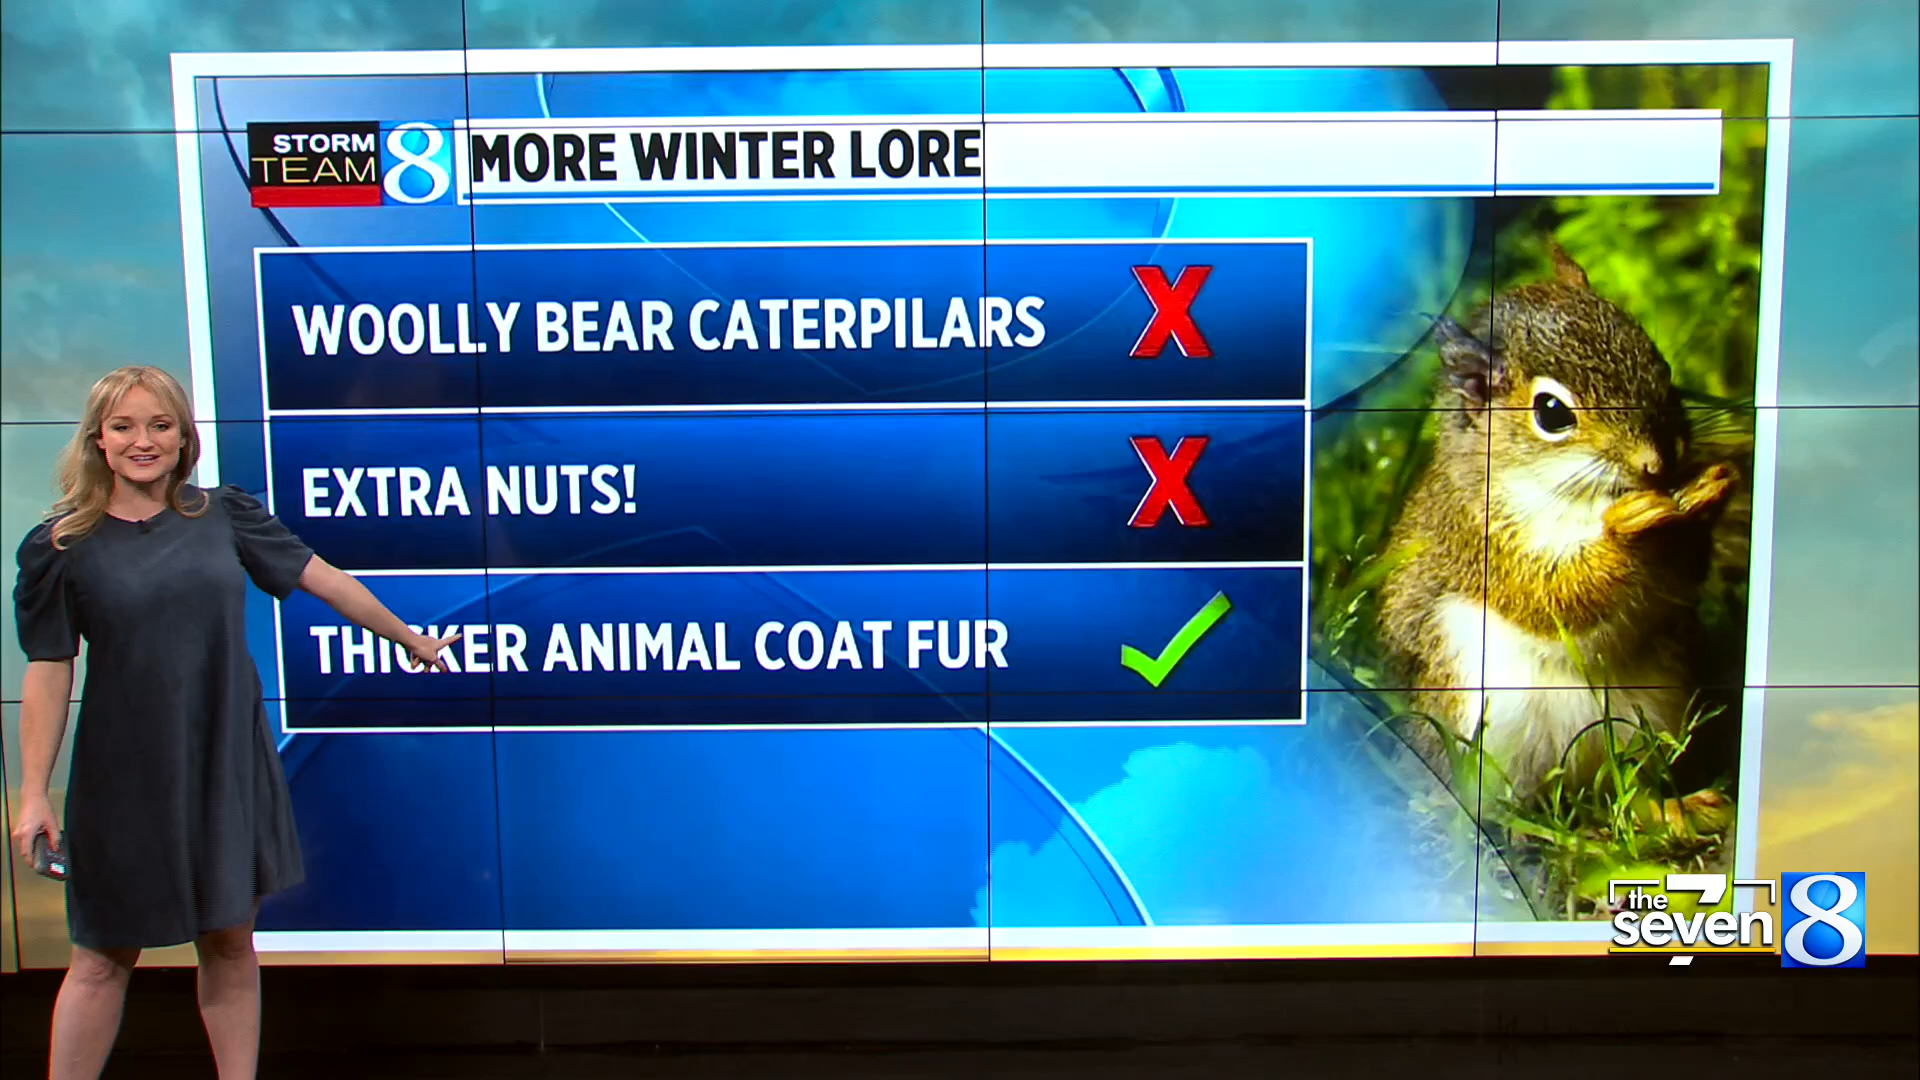 STORM
TEAM
8
MORE WINTER LORE
WOOLLY BEAR CATERPILARS
X
EXTRA NUTS!
X
THICKER ANIMAL COAT FUR
the
7
seven
8